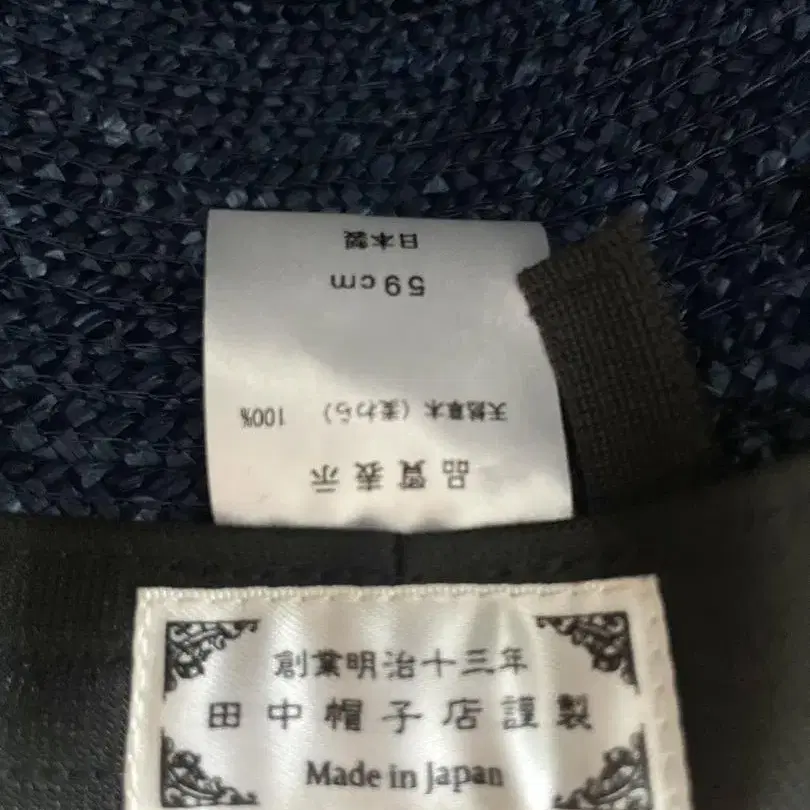 品質表示
天然草木(麦わら) 100%
59cm
日本製
創業明治十三年
田中帽子店謹製
Made in Japan